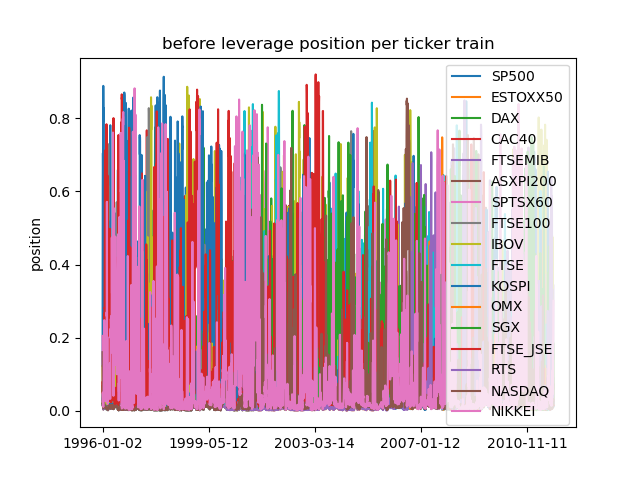 before leverage position per ticker train
position
0.8
0.6
0.4
0.2
0.0
1996-01-02
1999-05-12
2003-03-14
2007-01-12
2010-11-11
SP500
ESTOXX50
DAX
CAC40
FTSEMIB
ASXPI200
SPTSX60
FTSE100
IBOV
FTSE
KOSPI
OMX
SGX
FTSE_JSE
RTS
NASDAQ
NIKKEI